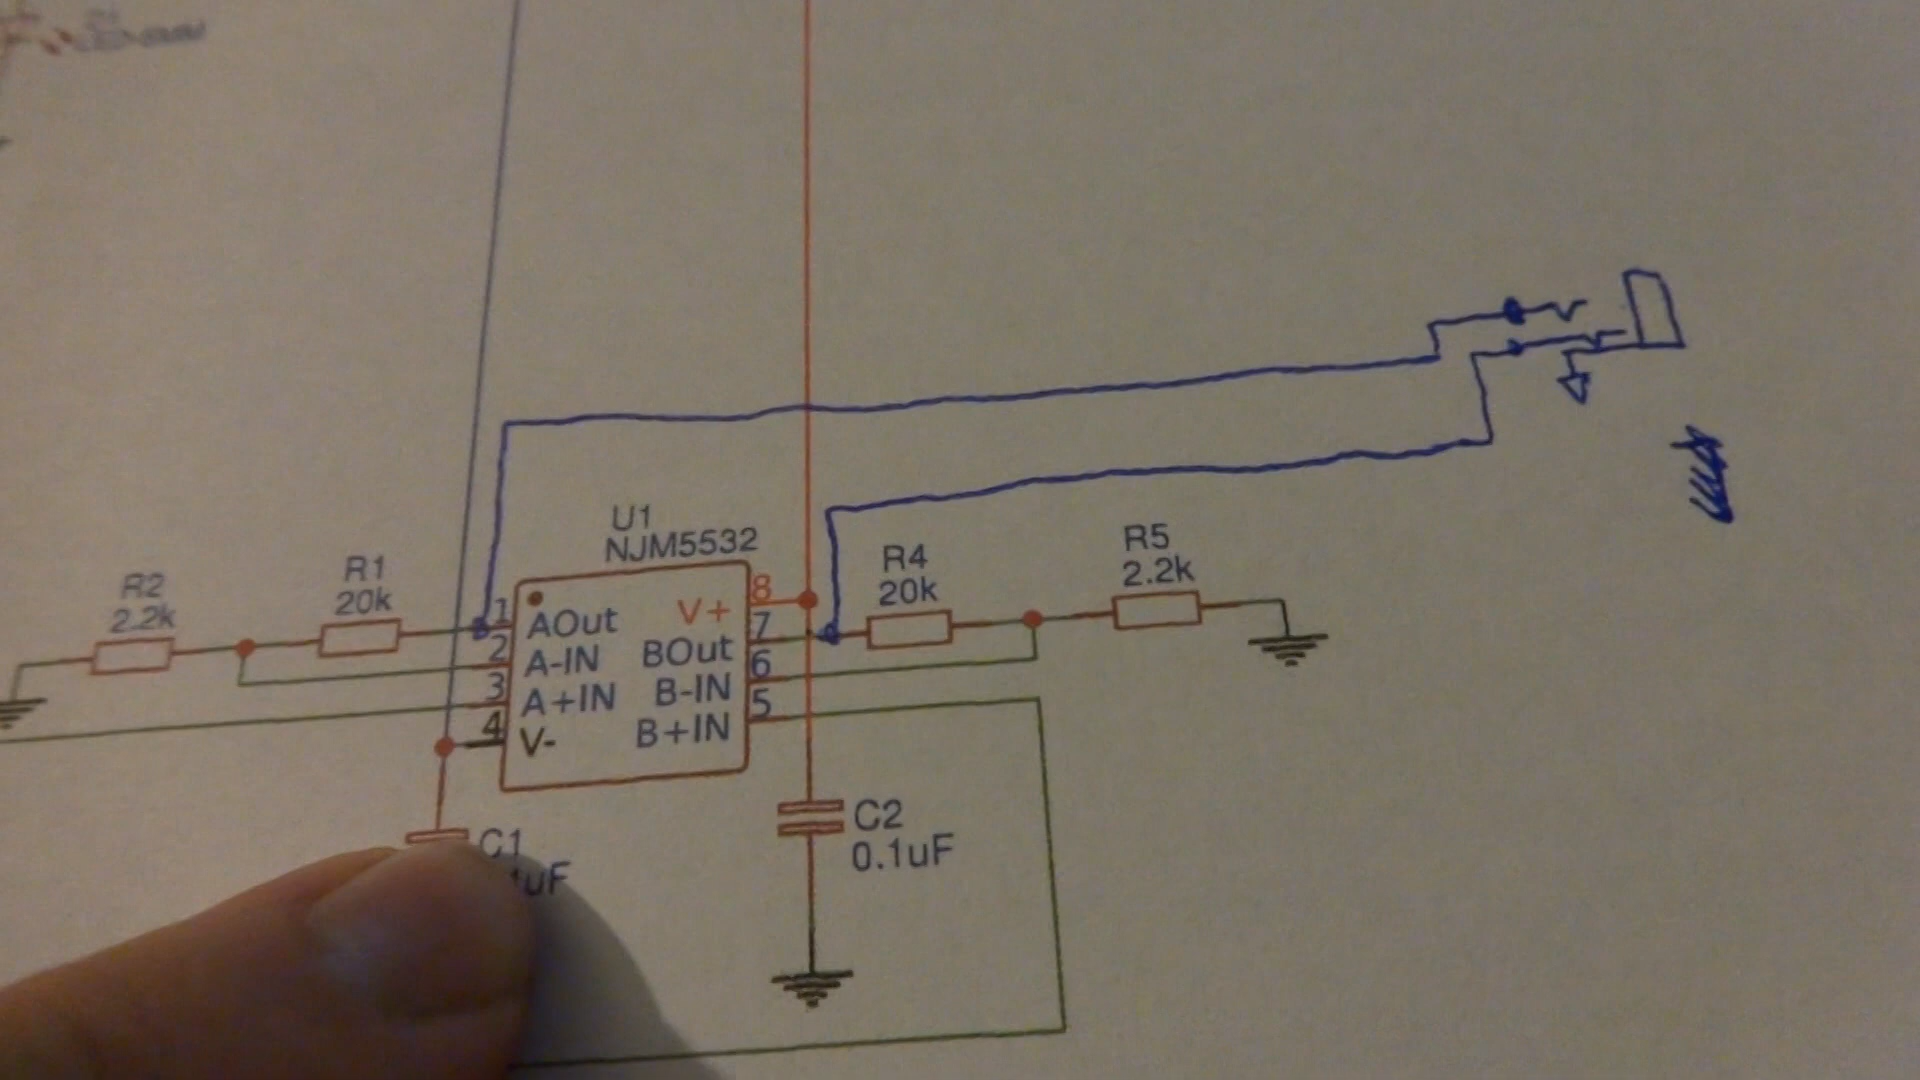 U1
NJM5532
R2
2.2k
R1
20k
1
2
3
4
AOut
A-IN
A+IN
V-
V+
BOut
B-IN
B+IN
8
7
6
5
R4
20k
R5
2.2k
C1
1uF
C2
0.1uF